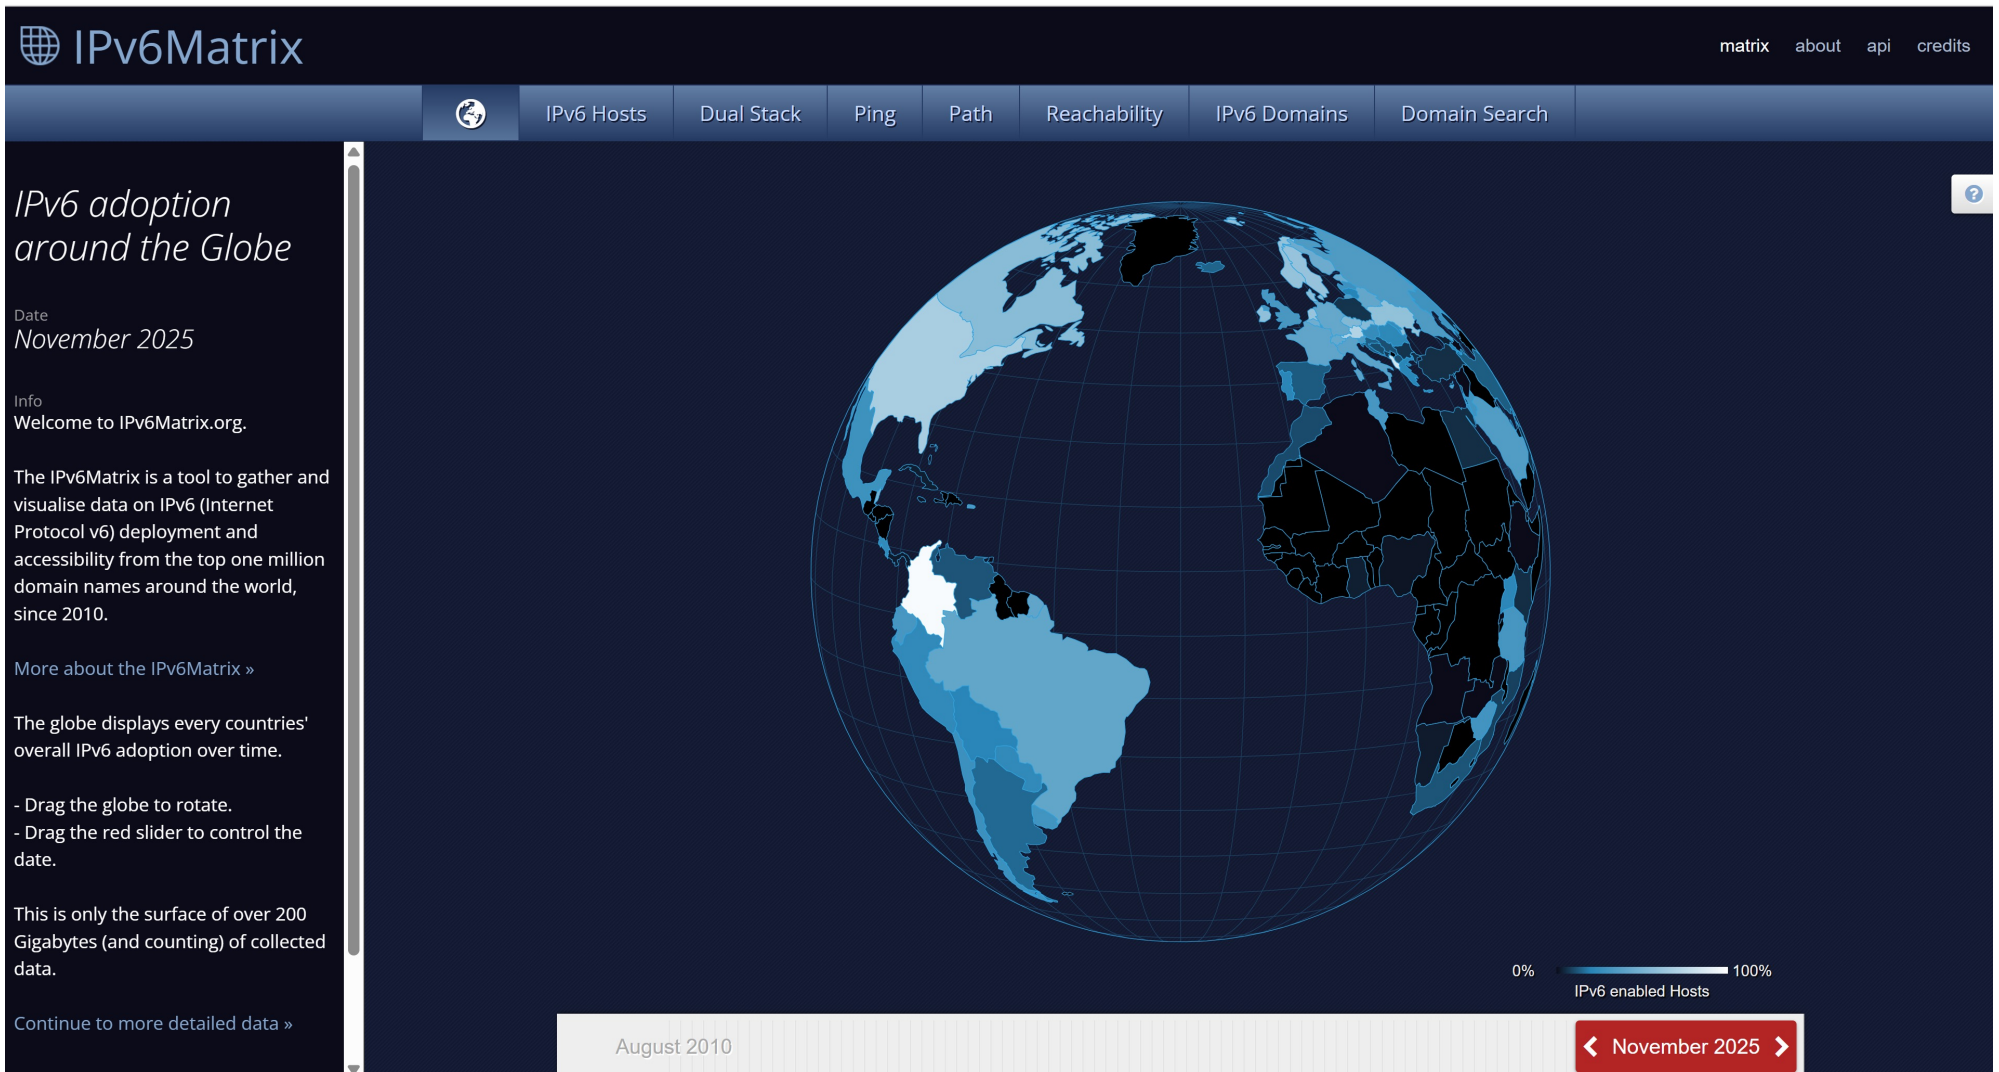 IPv6Matrix
matrix about api credits
IPv6 Hosts Dual Stack Ping Path Reachability IPv6 Domains Domain Search
IPv6 adoption
around the Globe
Date
November 2025
Info
Welcome to IPv6Matrix.org.
The IPv6Matrix is a tool to gather and
visualise data on IPv6 (Internet
Protocol v6) deployment and
accessibility from the top one million
domain names around the world,
since 2010.
More about the IPv6Matrix »
The globe displays every countries'
overall IPv6 adoption over time.
- Drag the globe to rotate.
- Drag the red slider to control the
date.
This is only the surface of over 200
Gigabytes (and counting) of collected
data.
Continue to more detailed data »
?
0% 100%
IPv6 enabled Hosts
August 2010
November 2025